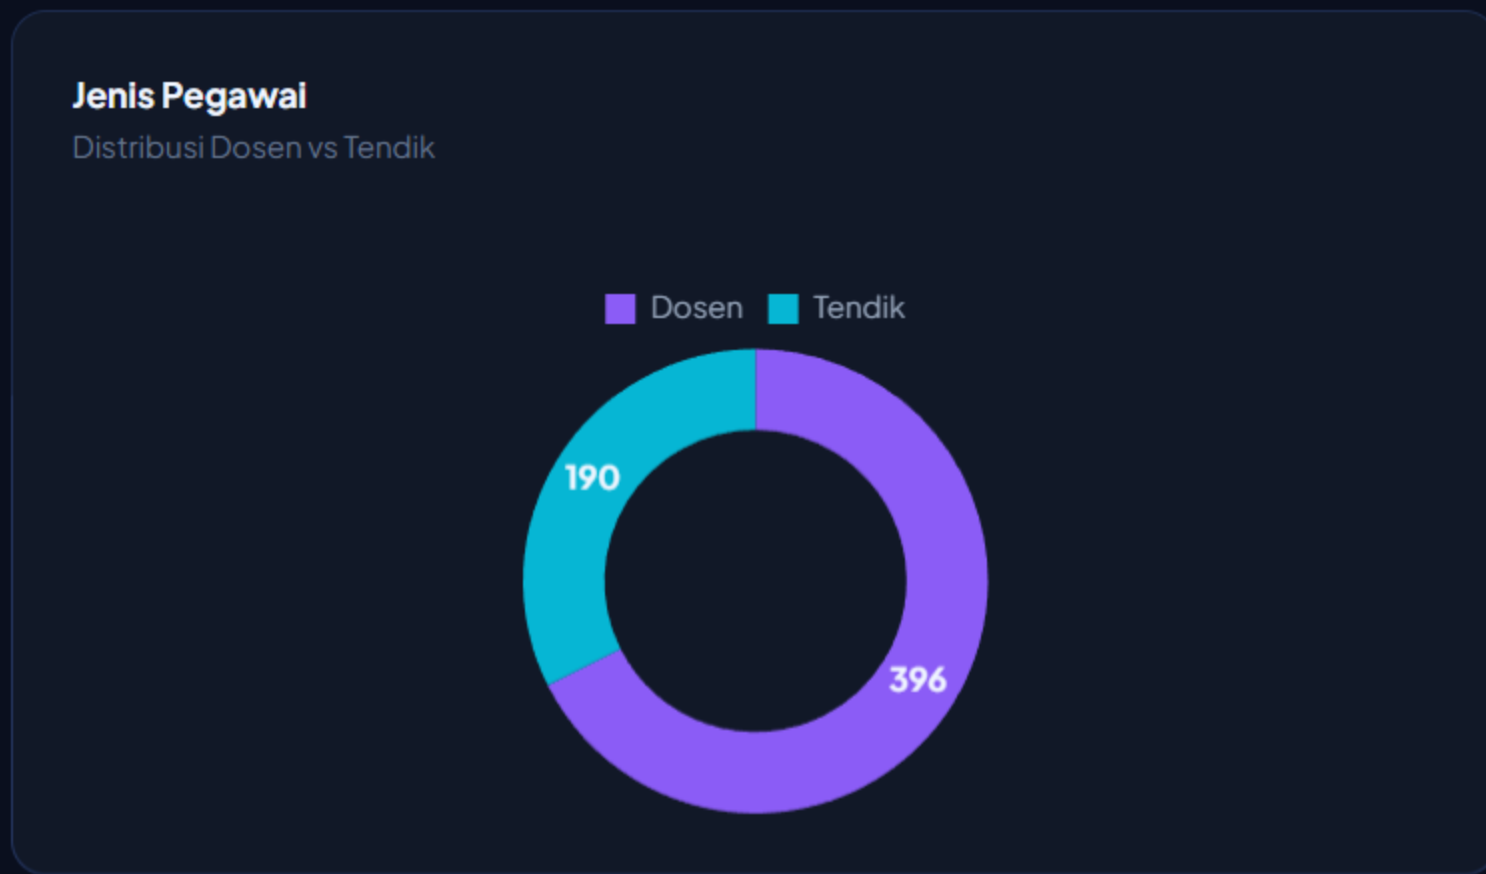 Jenis Pegawai
Distribusi Dosen vs Tendik
Dosen Tendik
190
396